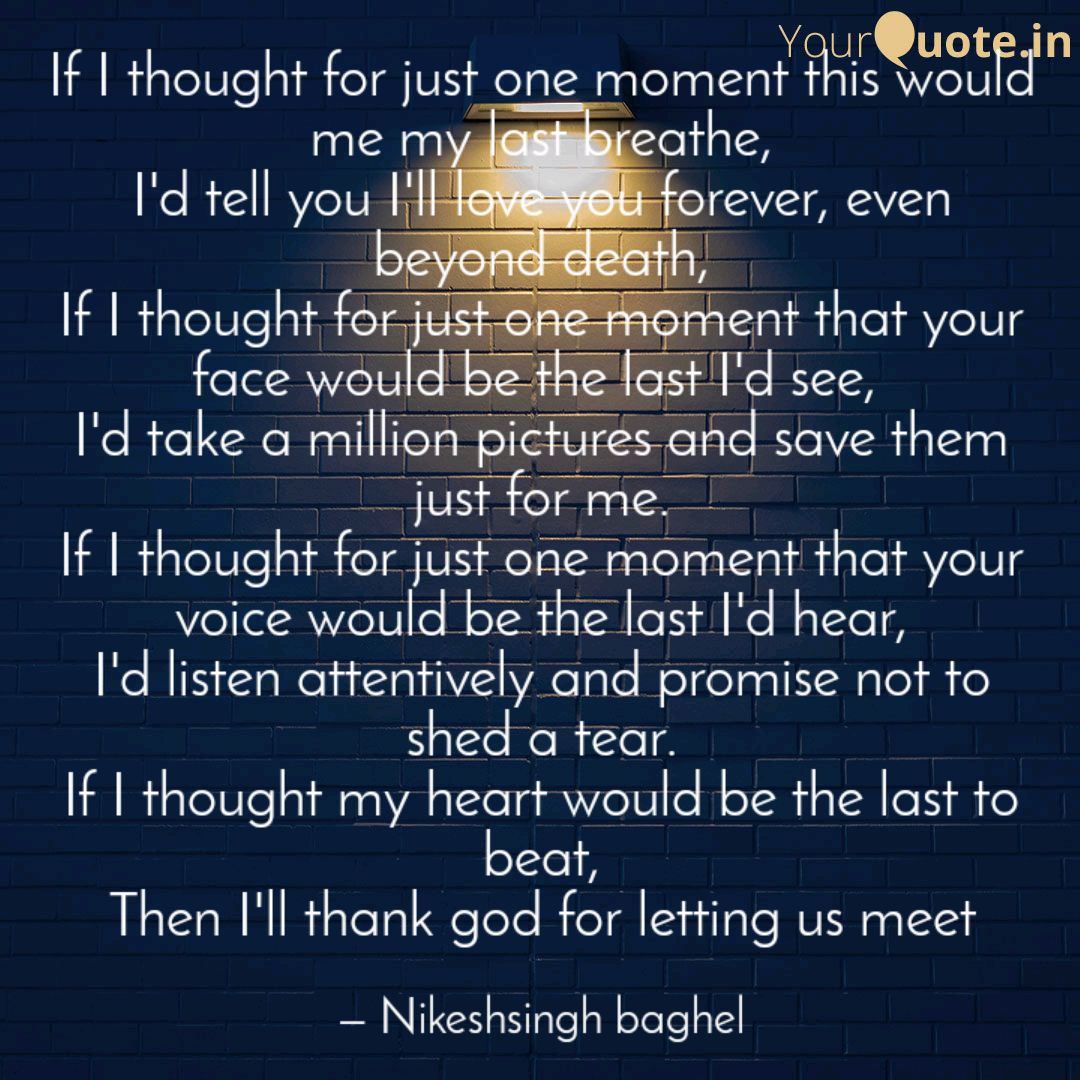 YourQuote.in
If I thought for just one moment this would
me my last breathe,
I'd tell you I'll love you forever, even
beyond death,
If I thought for just one moment that your
face would be the last I'd see,
I'd take a million pictures and save them
just for me.
If I thought for just one moment that your
voice would be the last I'd hear,
I'd listen attentively and promise not to
shed a tear.
If I thought my heart would be the last to
beat,
Then I'll thank god for letting us meet
– Nikeshsingh baghel